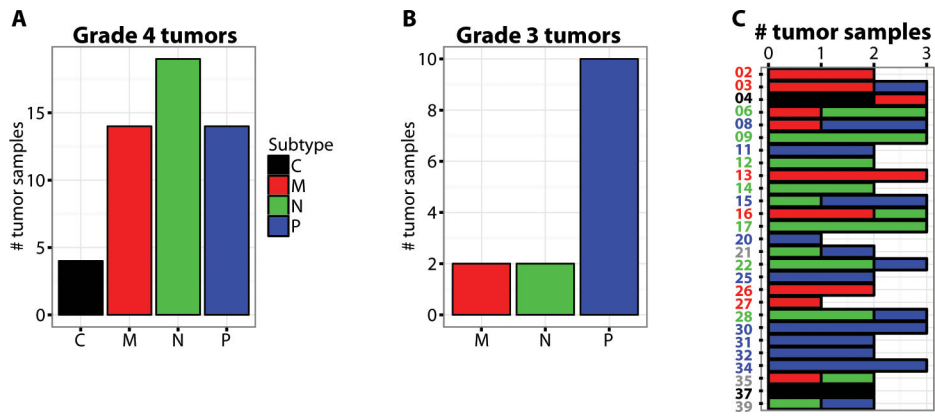 A
Grade 4 tumors
# tumor samples
15
10
5
0
C
M
N
P
Subtype
C
M
N
P
B
Grade 3 tumors
# tumor samples
10
8
6
4
2
0
M
N
P
C
# tumor samples
0 1 2 3
02
03
04
06
08
09
11
12
13
14
15
16
17
20
21
22
25
26
27
28
30
31
32
34
35
37
39